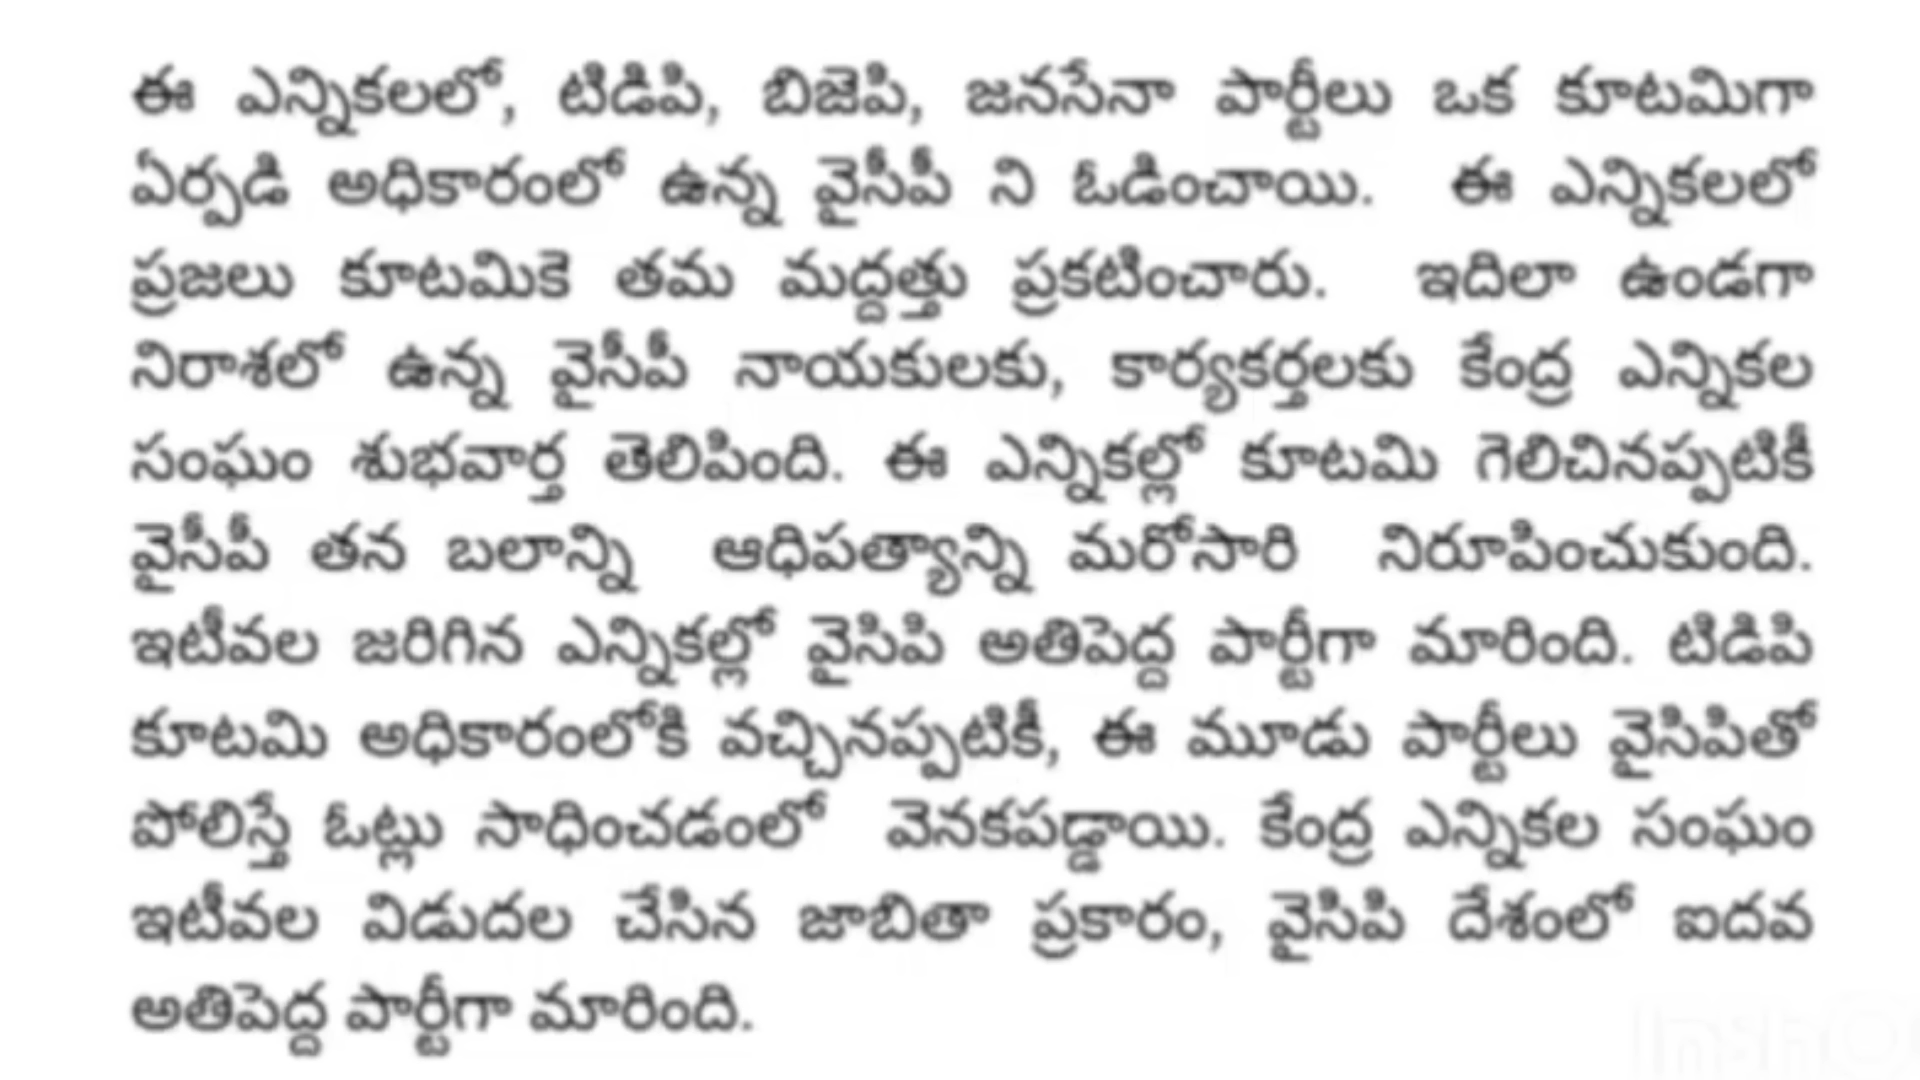 ఈ ఎన్నికలలో, టిడిపి, బిజెపి, జనసేనా పార్టీలు ఒక కూటమిగా
ఏర్పడి అధికారంలో ఉన్న వైసీపీ ని ఓడించాయి. ఈ ఎన్నికలలో
ప్రజలు కూటమికె తమ మద్దత్తు ప్రకటించారు. ఇదిలా ఉండగా
నిరాశలో ఉన్న వైసీపీ నాయకులకు, కార్యకర్తలకు కేంద్ర ఎన్నికల
సంఘం శుభవార్త తెలిపింది. ఈ ఎన్నికల్లో కూటమి గెలిచినప్పటికీ
వైసీపీ తన బలాన్ని ఆధిపత్యాన్ని మరోసారి నిరూపించుకుంది.
ఇటీవల జరిగిన ఎన్నికల్లో వైసిపి అతిపెద్ద పార్టీగా మారింది. టిడిపి
కూటమి అధికారంలోకి వచ్చినప్పటికీ, ఈ మూడు పార్టీలు వైసిపితో
పోలిస్తే ఓట్లు సాధించడంలో వెనకపడ్డాయి. కేంద్ర ఎన్నికల సంఘం
ఇటీవల విడుదల చేసిన జాబితా ప్రకారం, వైసిపి దేశంలో ఐదవ
అతిపెద్ద పార్టీగా మారింది.